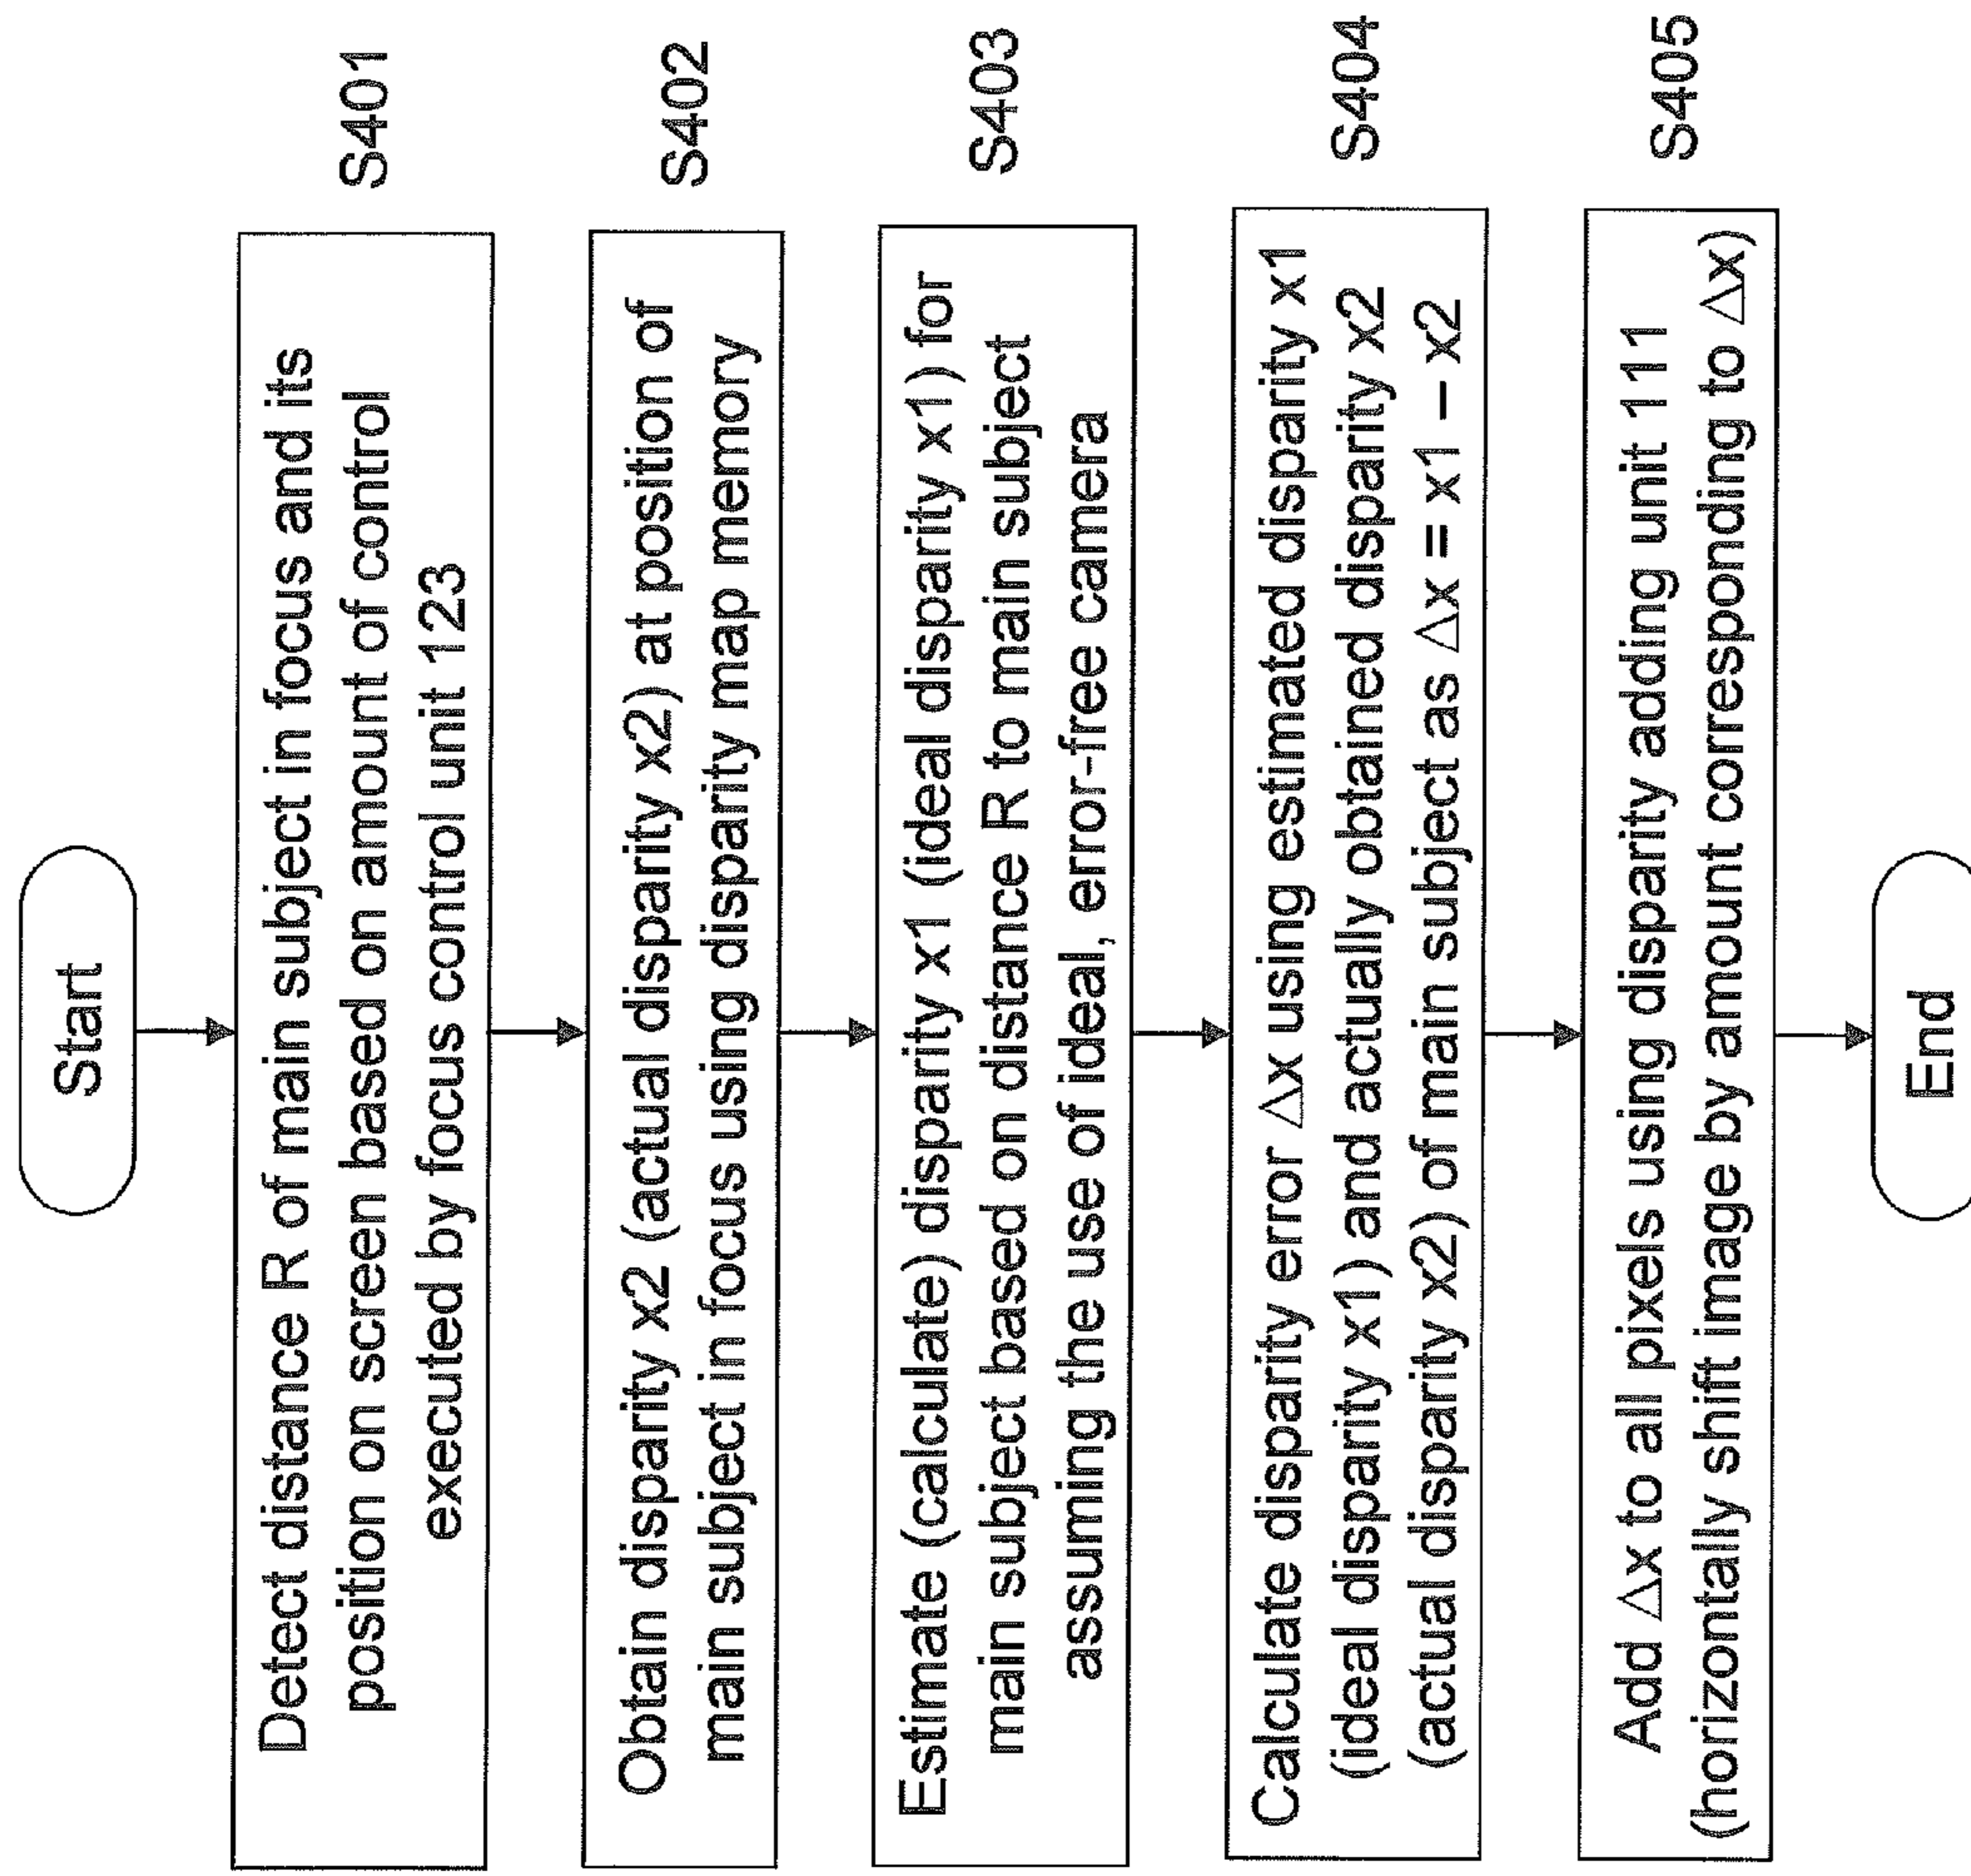 Start
Detect distance R of main subject in focus and its
position on screen based on amount of control
executed by focus control unit 123
S401
Obtain disparity x2 (actual disparity x2) at position of
main subject in focus using disparity map memory
S402
Estimate (calculate) disparity x1 (ideal disparity x1) for
main subject based on distance R to main subject
assuming the use of ideal, error-free camera
S403
Calculate disparity error △x using estimated disparity x1
(ideal disparity x1) and actually obtained disparity x2
(actual disparity x2) of main subject as △x = x1 – x2
S404
Add △x to all pixels using disparity adding unit 111
(horizontally shift image by amount corresponding to △x)
S405
End